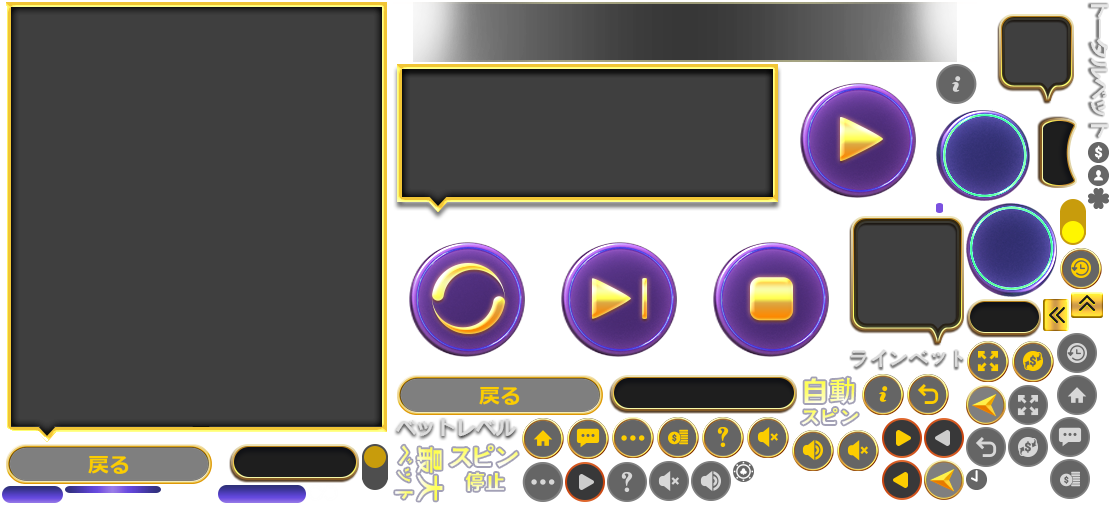 トータルベット
ラインベット
戻る
自動
スピン
ベットレベル
戻る
最大
ベット
スピン
停止